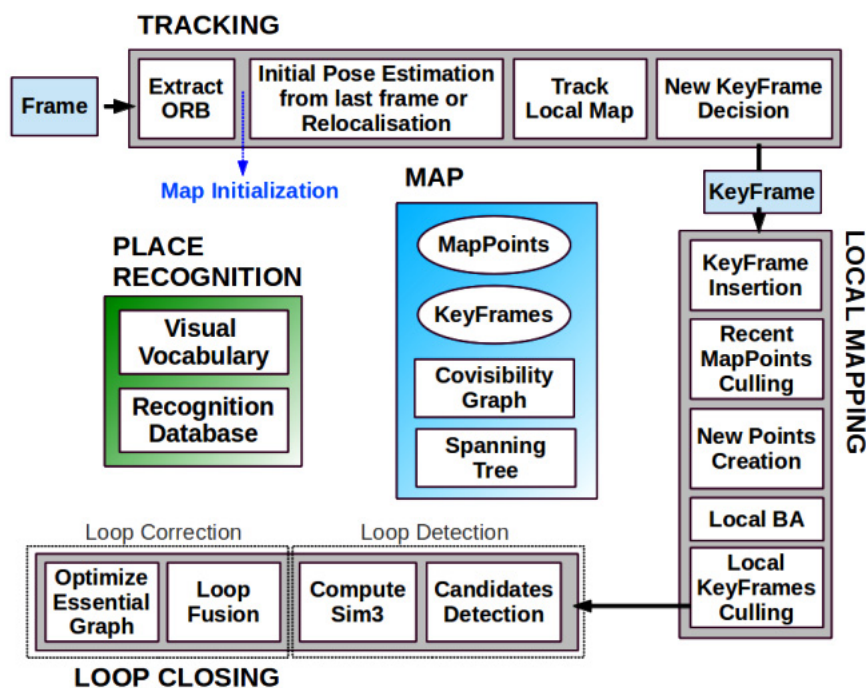 TRACKING
Frame
Extract
ORB
Initial Pose Estimation
from last frame or
Relocalisation
Track
Local Map
New KeyFrame
Decision
Map Initialization
KeyFrame
MAP
MapPoints
KeyFrames
Covisibility
Graph
Spanning
Tree
PLACE
RECOGNITION
Visual
Vocabulary
Recognition
Database
LOCAL MAPPING
KeyFrame
Insertion
Recent
MapPoints
Culling
New Points
Creation
Local BA
Local
KeyFrames
Culling
Loop Correction
Loop Detection
Optimize
Essential
Graph
Loop
Fusion
Compute
Sim3
Candidates
Detection
LOOP CLOSING